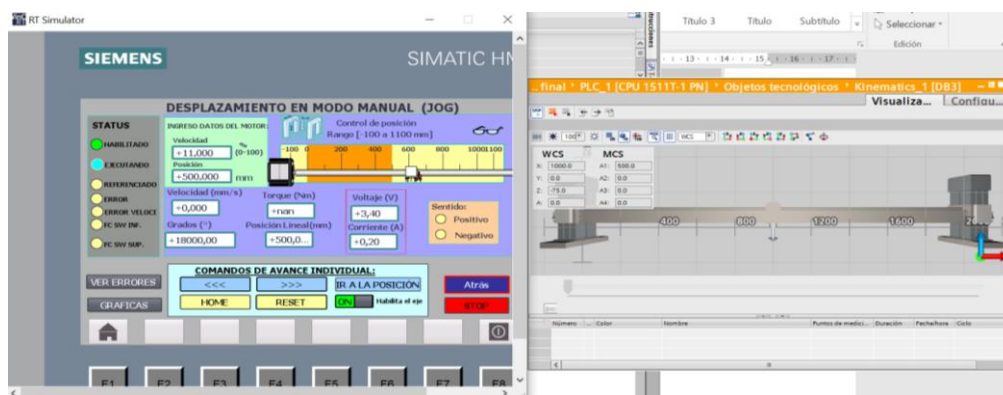 RT Simulator
SIEMENS
SIMATIC HM
DESPLAZAMIENTO EN MODO MANUAL (JOG)
STATUS
HABILITADO
EJECUTANDO
REFERENCIADO
ERROR
ERROR VELOCI
FC SW INF.
FC SW SUP.
INGRESO DATOS DEL MOTOR:
Velocidad
+11,000
%
(0-100)
Posición
+500,000
mm
Control de posición
Range [-100 a 1100 mm]
-100 0 200 400 600 800 1000 1100
Velocidad (mm/s)
+0,000
Torque (Nm)
+nan
Voltaje (V)
+3,40
Grados (°)
+18000,00
Posición Lineal(mm)
+500,0...
Corriente (A)
+0,20
Sentido:
Positivo
Negativo
VER ERRORES
GRAFICAS
COMANDOS DE AVANCE INDIVIDUAL:
<<<
>>>
IR A LA POSICIÓN
HOME
RESET
ON
Habilita el eje
Atrás
STOP
F1 F2 F3 F4 F5 F6 F7 F8
Título 3
Título
Subtítulo
Seleccionar
Edición
13 14 15 16 17
...final PLC_1 [CPU 1511T-1 PN] Objetos tecnológicos Kinematics_1 [DB3]
Visualiza...
Configu...
100%
WCS
WCS
X: 1000.0
Y: 0.0
Z: -75.0
A: 0.0
MCS
A1: 500.0
A2: 0.0
A3: 0.0
A4: 0.0
400 800 1200 1600
Número
...
Color
Nombre
Puntos de medici...
Duración
Fecha/hora
Ciclo